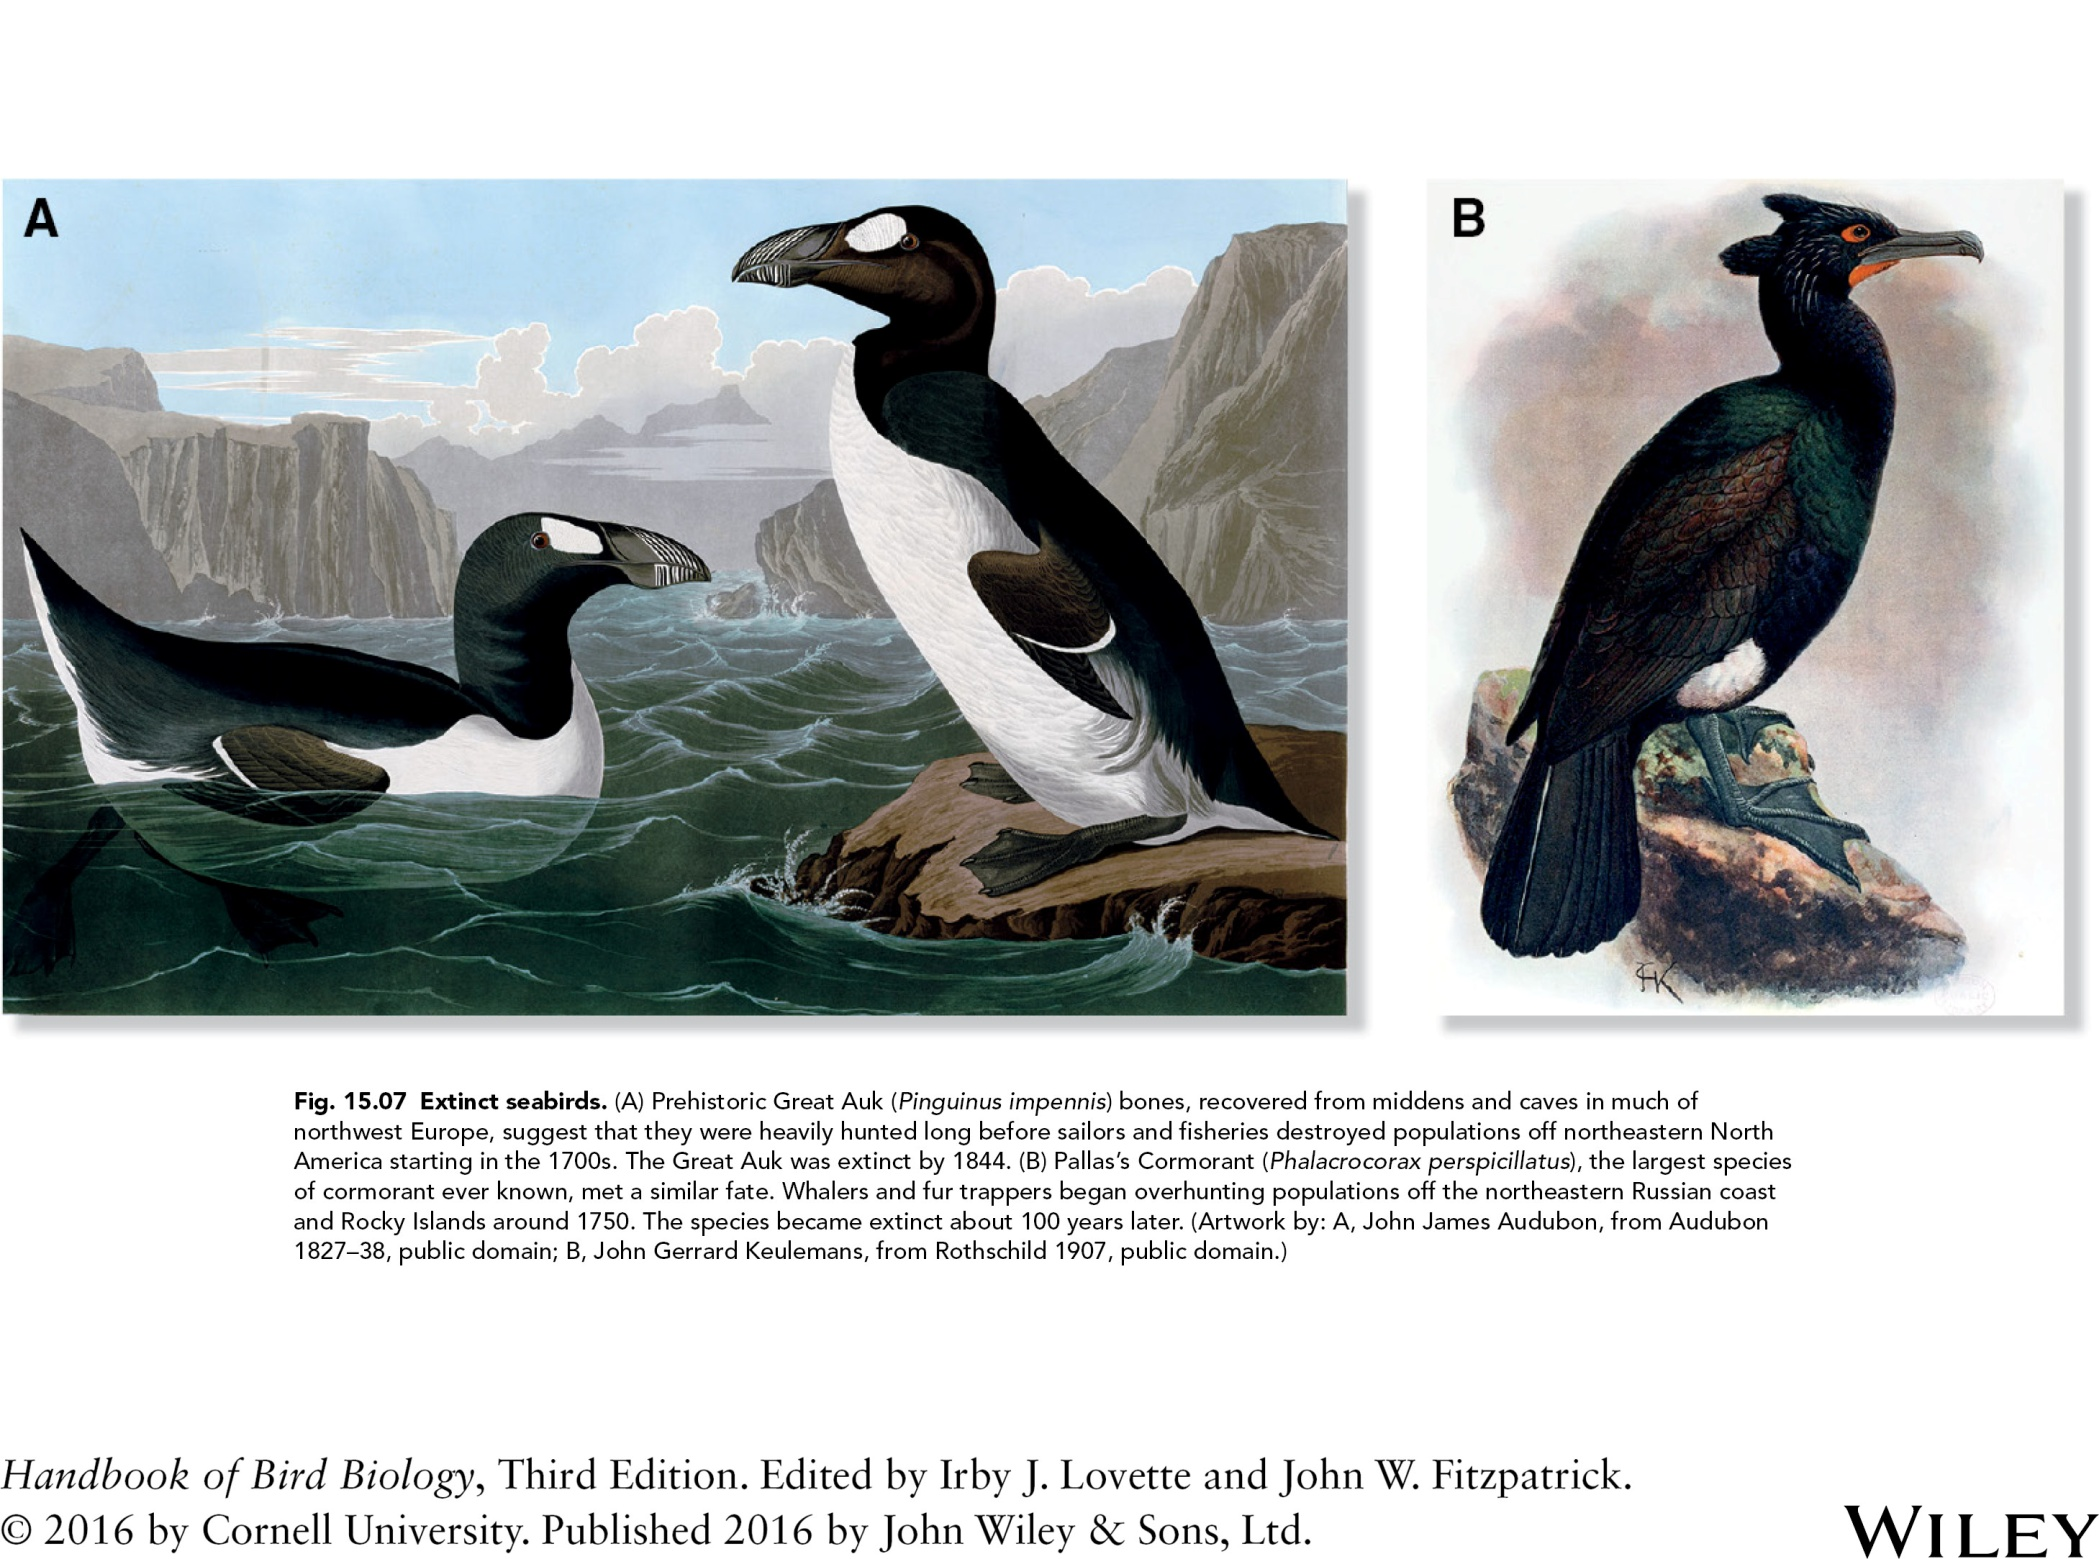 A
B
Fig. 15.07 Extinct seabirds. (A) Prehistoric Great Auk (Pinguinus impennis) bones, recovered from middens and caves in much of
northwest Europe, suggest that they were heavily hunted long before sailors and fisheries destroyed populations off northeastern North
America starting in the 1700s. The Great Auk was extinct by 1844. (B) Pallas's Cormorant (Phalacrocorax perspicillatus), the largest species
of cormorant ever known, met a similar fate. Whalers and fur trappers began overhunting populations off the northeastern Russian coast
and Rocky Islands around 1750. The species became extinct about 100 years later. (Artwork by: A, John James Audubon, from Audubon
1827–38, public domain; B, John Gerrard Keulemans, from Rothschild 1907, public domain.)
Handbook of Bird Biology, Third Edition. Edited by Irby J. Lovette and John W. Fitzpatrick.
© 2016 by Cornell University. Published 2016 by John Wiley & Sons, Ltd.
WILEY